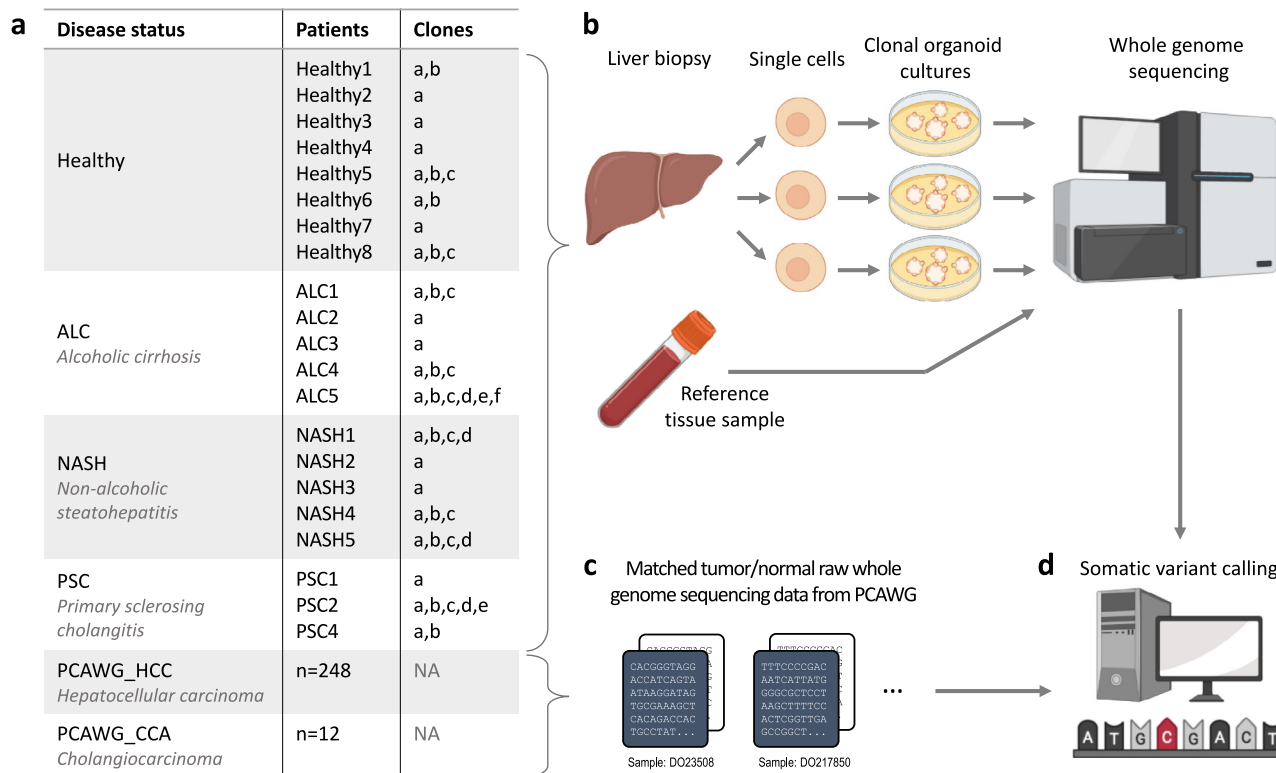 a
Disease status Patients Clones
Healthy
Healthy1 a,b
Healthy2 a
Healthy3 a
Healthy4 a
Healthy5 a,b,c
Healthy6 a,b
Healthy7 a
Healthy8 a,b,c
ALC
Alcoholic cirrhosis
ALC1 a,b,c
ALC2 a
ALC3 a
ALC4 a,b,c
ALC5 a,b,c,d,e,f
NASH
Non-alcoholic
steatohepatitis
NASH1 a,b,c,d
NASH2 a
NASH3 a
NASH4 a,b,c
NASH5 a,b,c,d
PSC
Primary sclerosing
cholangitis
PSC1 a
PSC2 a,b,c,d,e
PSC4 a,b
PCAWG_HCC n=248 NA
Hepatocellular carcinoma
PCAWG_CCA n=12 NA
Cholangiocarcinoma
b
Liver biopsy
Single cells
Clonal organoid
cultures
Whole genome
sequencing
Reference
tissue sample
c
Matched tumor/normal raw whole
genome sequencing data from PCAWG
CACGGGTAGG
ACCATCAGTA
ATAAGGATAG
TGCGAAAGCT
CACAGACCAC
TGCCTAT...
Sample: DO23508
TTTCCCCGAC
AATCATTATG
GGGCGCTCCT
AAGCTTTTCC
ACTCGGTTGA
GCCGGCT...
Sample: DO217850
...
d
Somatic variant calling
A T G C G A C T